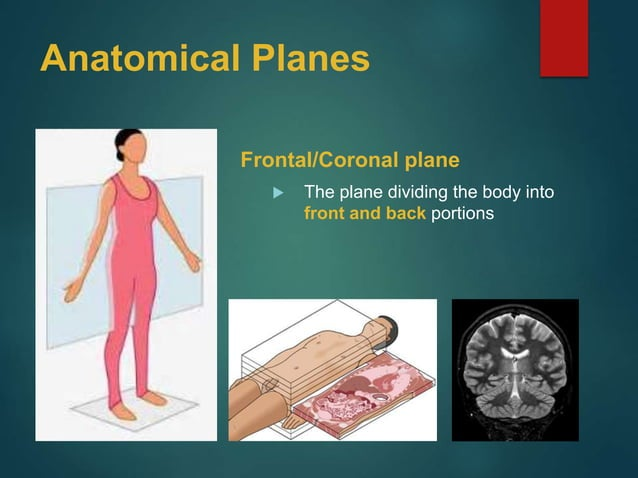 Anatomical Planes
Frontal/Coronal plane
The plane dividing the body into
front and back portions